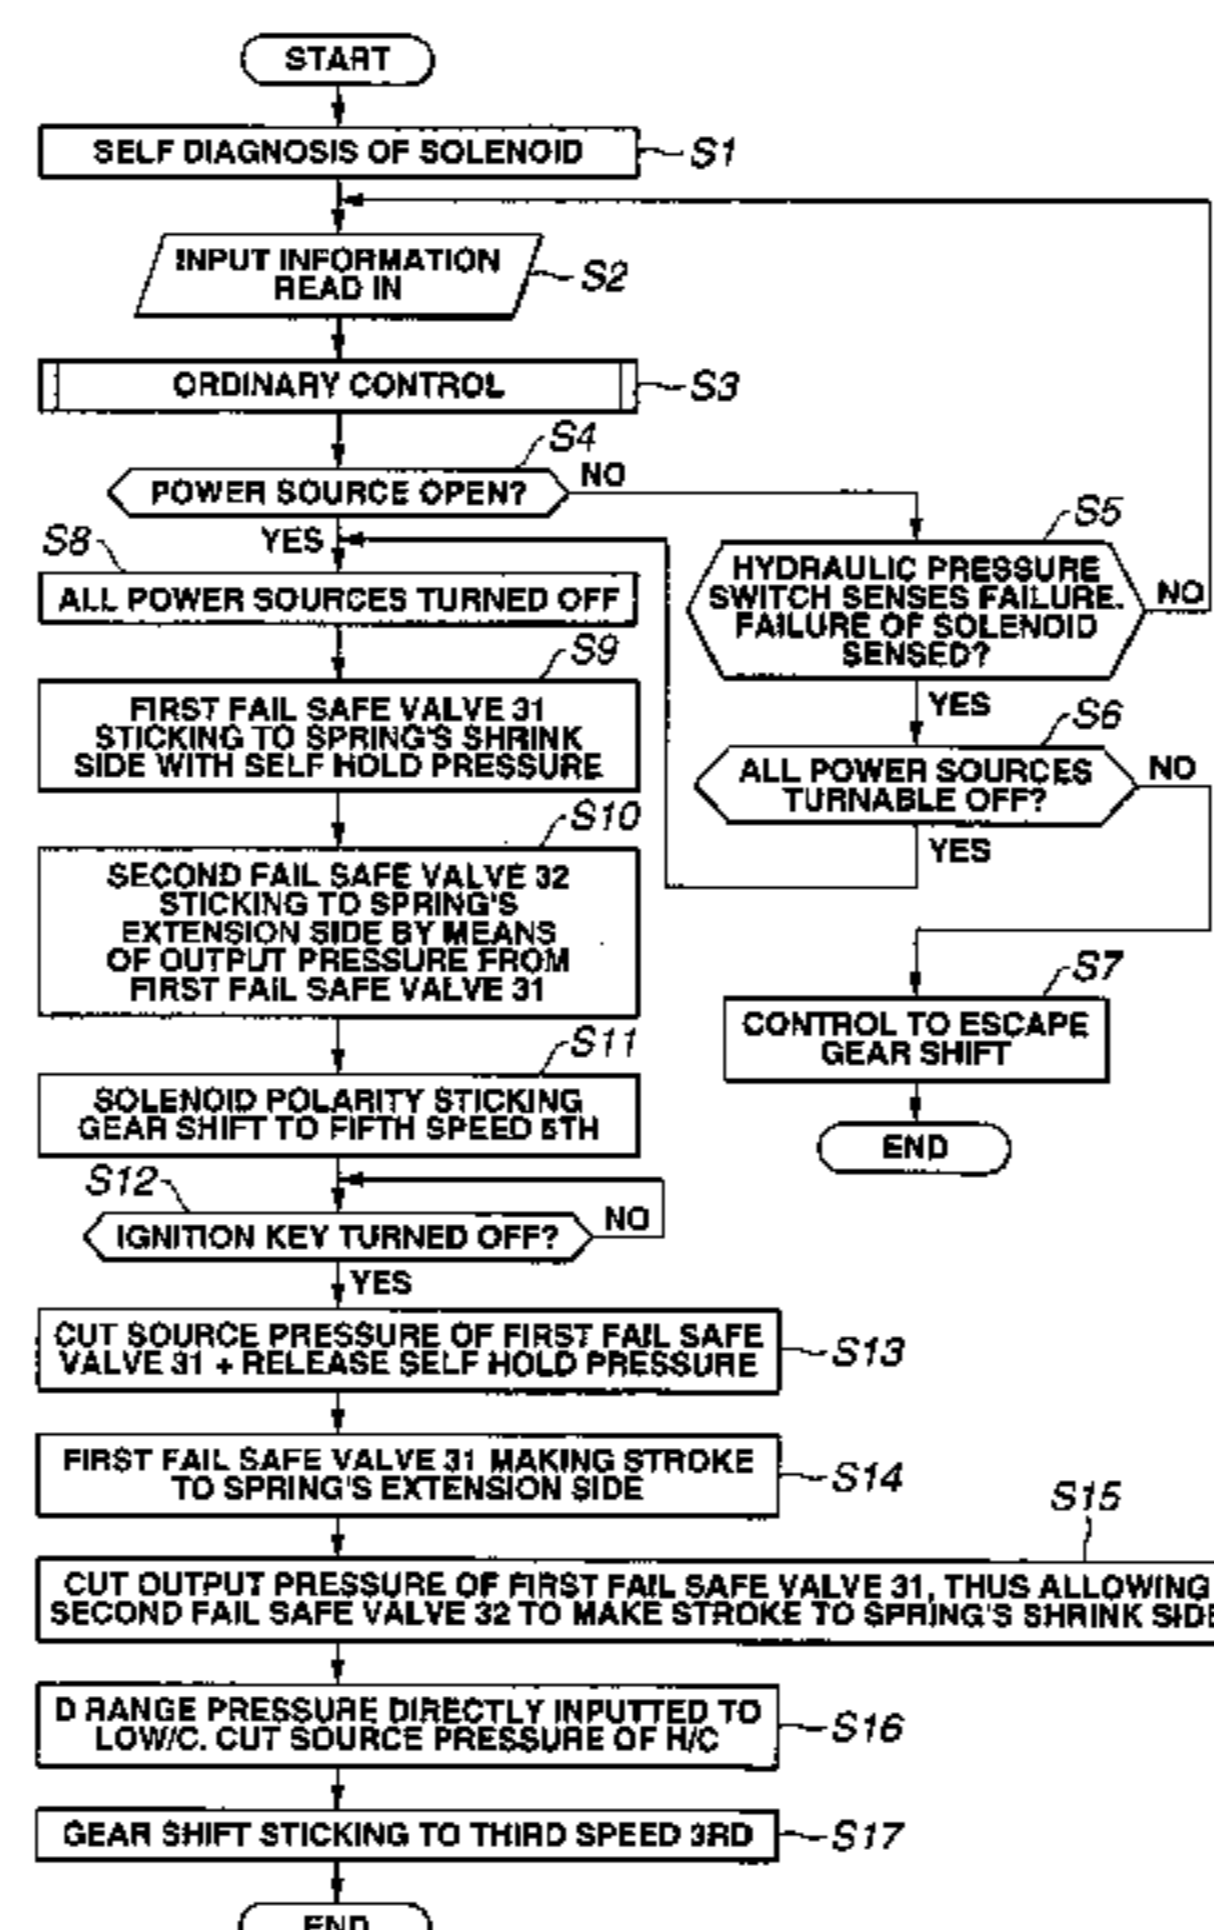 START
SELF DIAGNOSIS OF SOLENOID
S1
INPUT INFORMATION
READ IN
S2
ORDINARY CONTROL
S3
S4
POWER SOURCE OPEN?
NO
YES
S5
HYDRAULIC PRESSURE
SWITCH SENSES FAILURE.
FAILURE OF SOLENOID
SENSED?
NO
YES
S6
ALL POWER SOURCES
TURNABLE OFF?
NO
YES
S7
CONTROL TO ESCAPE
GEAR SHIFT
END
S8
ALL POWER SOURCES TURNED OFF
S9
FIRST FAIL SAFE VALVE 31
STICKING TO SPRING'S SHRINK
SIDE WITH SELF HOLD PRESSURE
S10
SECOND FAIL SAFE VALVE 32
STICKING TO SPRING'S
EXTENSION SIDE BY MEANS
OF OUTPUT PRESSURE FROM
FIRST FAIL SAFE VALVE 31
S11
SOLENOID POLARITY STICKING
GEAR SHIFT TO FIFTH SPEED 5TH
S12
IGNITION KEY TURNED OFF?
NO
YES
CUT SOURCE PRESSURE OF FIRST FAIL SAFE
VALVE 31 + RELEASE SELF HOLD PRESSURE
S13
FIRST FAIL SAFE VALVE 31 MAKING STROKE
TO SPRING'S EXTENSION SIDE
S14
S15
CUT OUTPUT PRESSURE OF FIRST FAIL SAFE VALVE 31, THUS ALLOWING
SECOND FAIL SAFE VALVE 32 TO MAKE STROKE TO SPRING'S SHRINK SIDE
D RANGE PRESSURE DIRECTLY INPUTTED TO
LOW/C. CUT SOURCE PRESSURE OF H/C
S16
GEAR SHIFT STICKING TO THIRD SPEED 3RD
S17
END